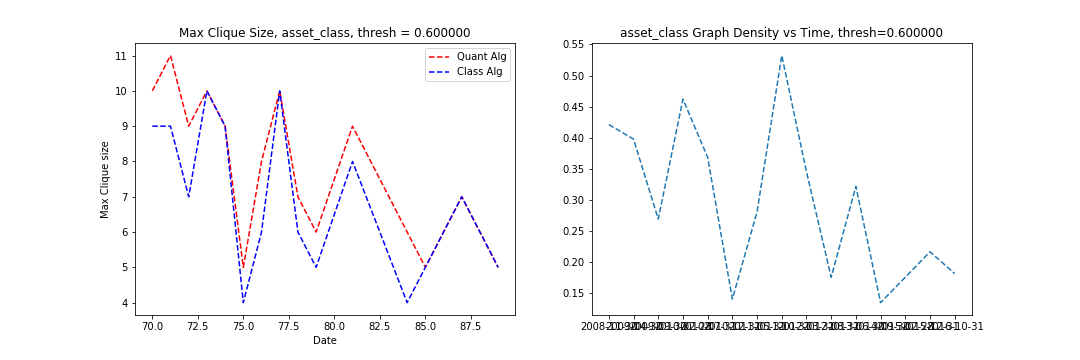 Max Clique Size, asset_class, thresh = 0.600000
Max Clique size
11
10
9
8
7
6
5
4
70.0 72.5 75.0 77.5 80.0 82.5 85.0 87.5
Date
Quant Alg
Class Alg
asset_class Graph Density vs Time, thresh=0.600000
0.55
0.50
0.45
0.40
0.35
0.30
0.25
0.20
0.15